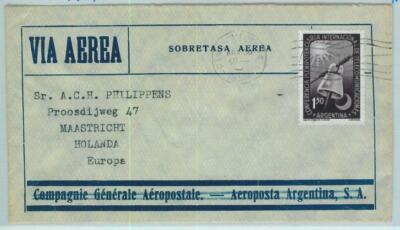 VIA AEREA
SOBRETASA AEREA
Sr. A.C.H. PHILIPPENS
Proosdijweg 47
MAASTRICHT
HOLANDA
Europa
1.50
ARGENTINA
Compagnie Générale Aéropostale. — Aeroposta Argentina, S. A.